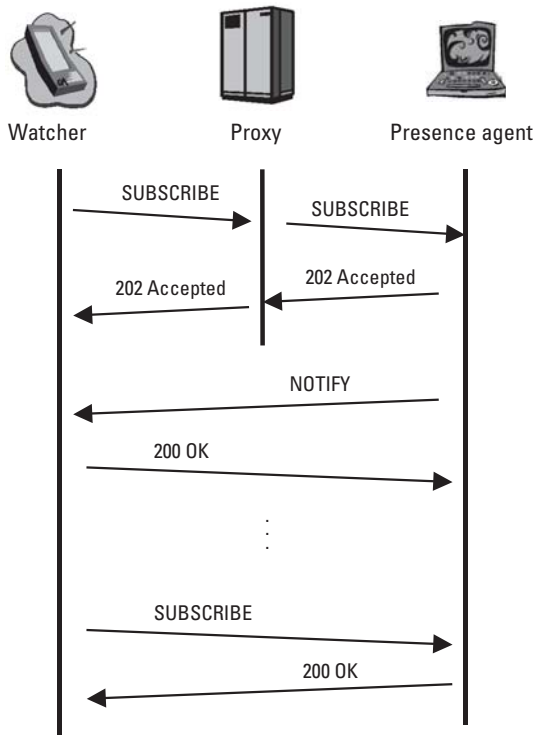 Watcher
Proxy
Presence agent
SUBSCRIBE
SUBSCRIBE
202 Accepted
202 Accepted
NOTIFY
200 OK
SUBSCRIBE
200 OK